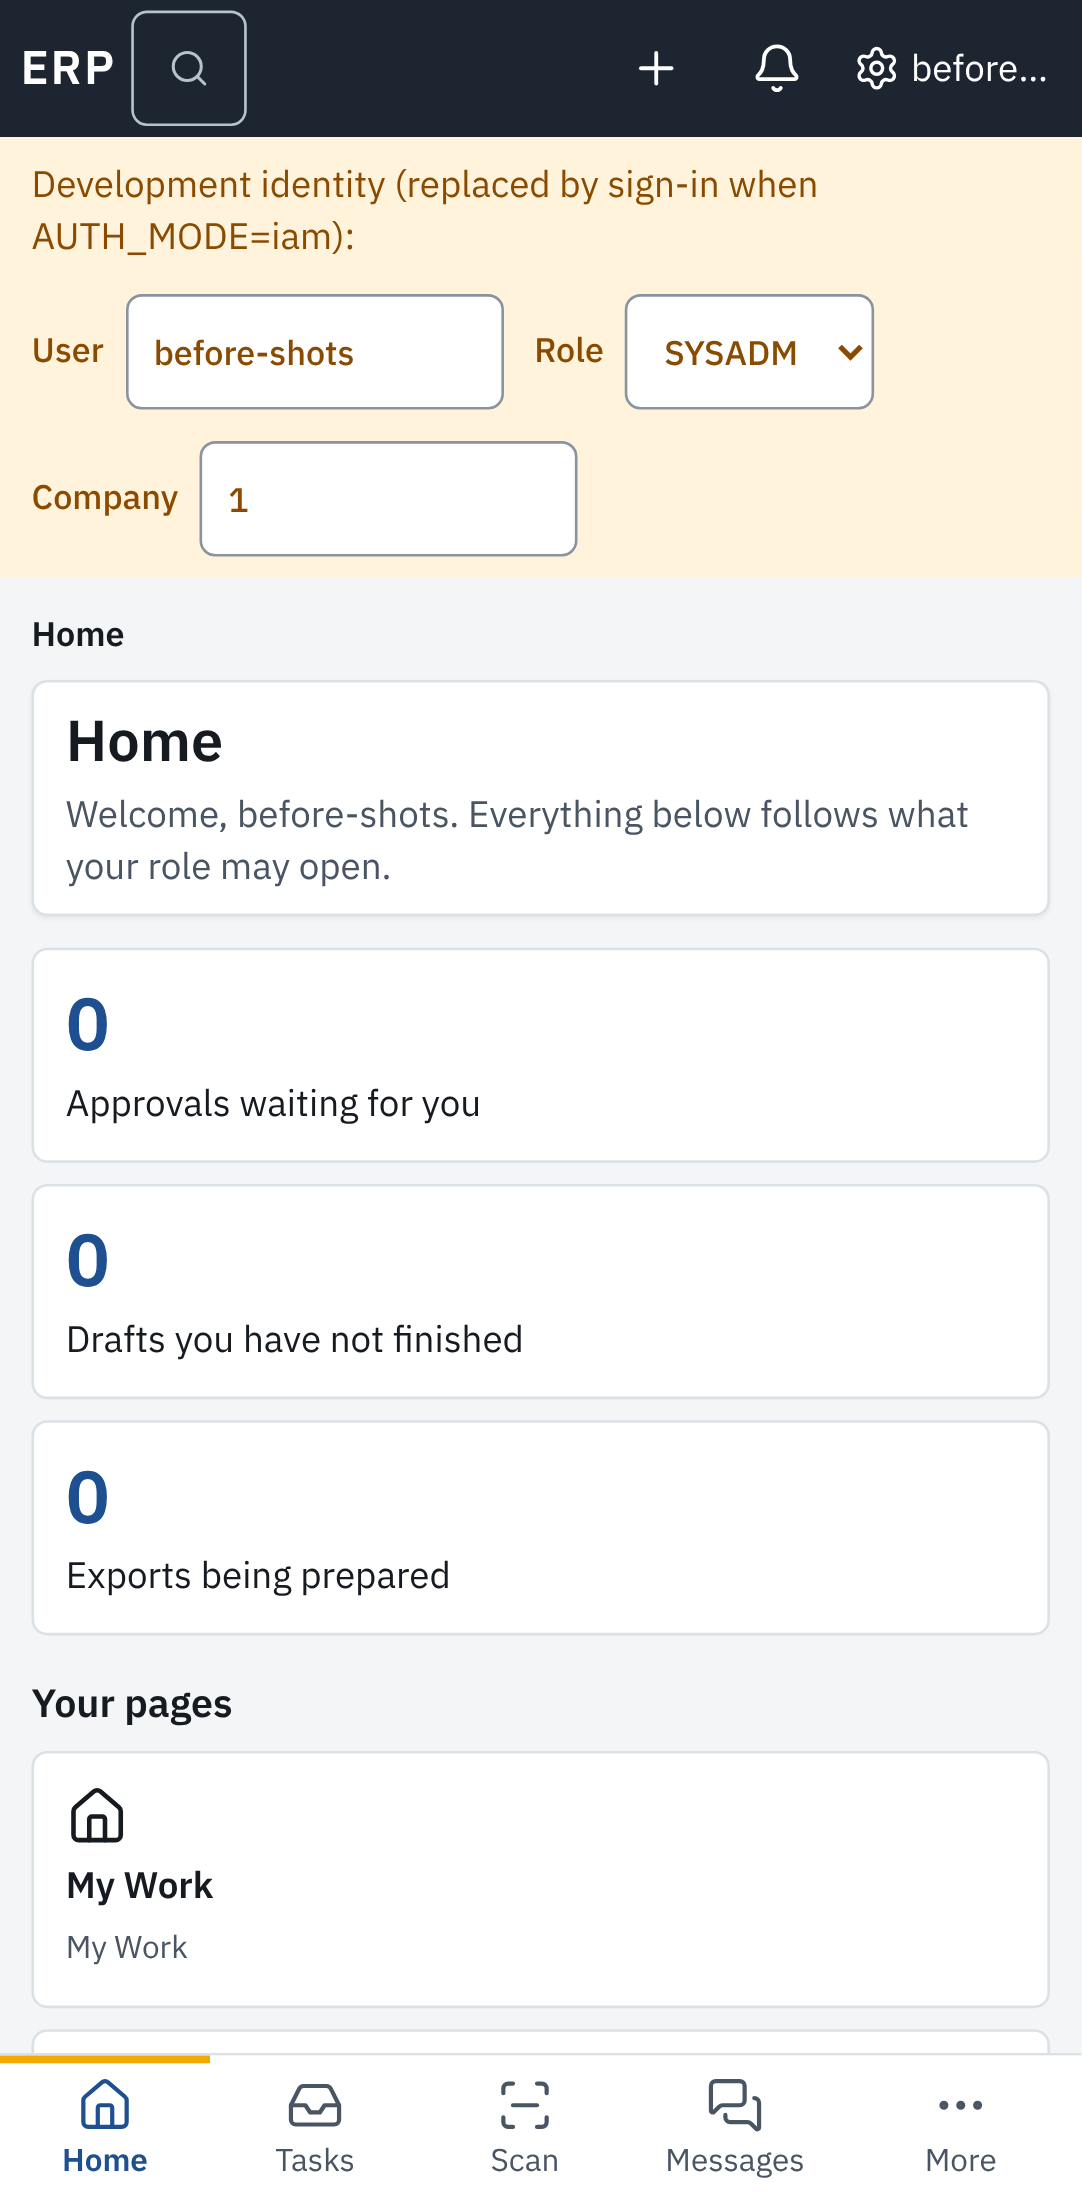 ERP
before...
Development identity (replaced by sign-in when
AUTH_MODE=iam):
User before-shots Role SYSADM
Company 1
Home
Home
Welcome, before-shots. Everything below follows what
your role may open.
0
Approvals waiting for you
0
Drafts you have not finished
0
Exports being prepared
Your pages
My Work
My Work
Home Tasks Scan Messages More